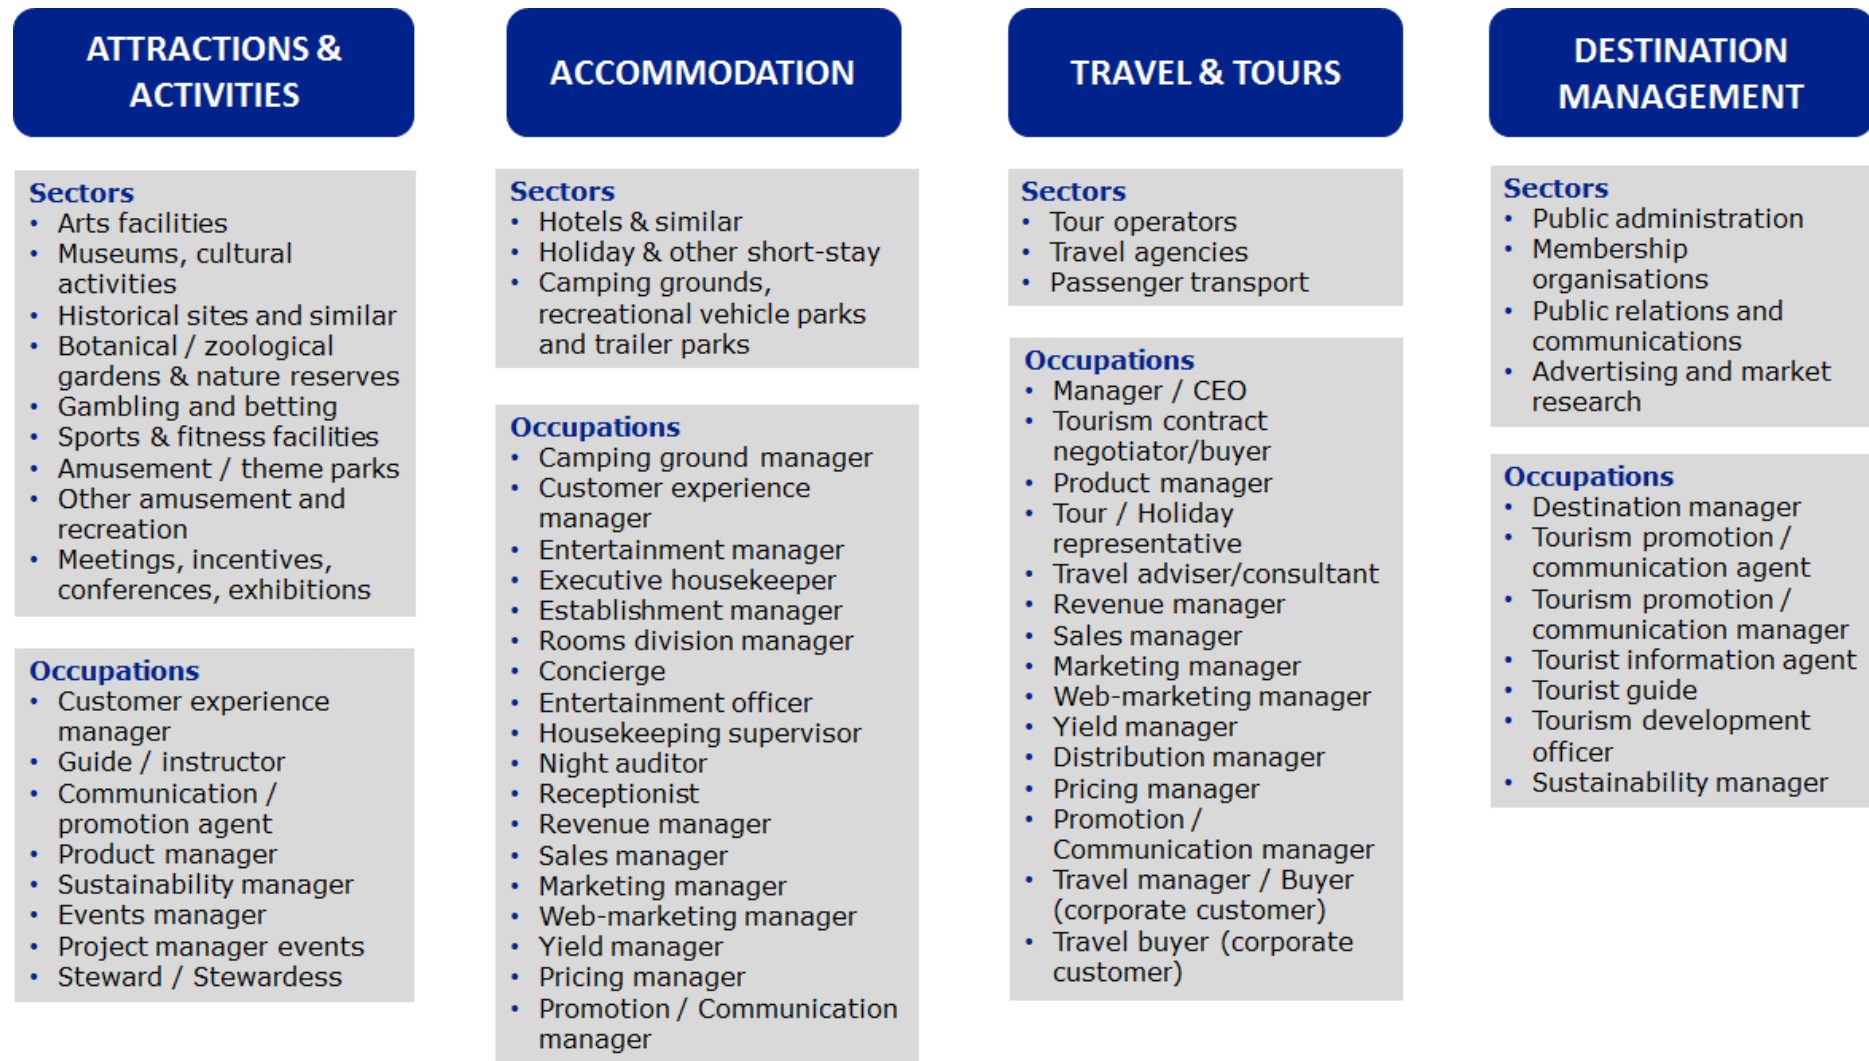 ATTRACTIONS &
ACTIVITIES
Sectors
• Arts facilities
• Museums, cultural
activities
• Historical sites and similar
• Botanical / zoological
gardens & nature reserves
• Gambling and betting
• Sports & fitness facilities
• Amusement / theme parks
• Other amusement and
recreation
• Meetings, incentives,
conferences, exhibitions
Occupations
• Customer experience
manager
• Guide / instructor
• Communication /
promotion agent
• Product manager
• Sustainability manager
• Events manager
• Project manager events
• Steward / Stewardess
ACCOMMODATION
Sectors
• Hotels & similar
• Holiday & other short-stay
• Camping grounds,
recreational vehicle parks
and trailer parks
Occupations
• Camping ground manager
• Customer experience
manager
• Entertainment manager
• Executive housekeeper
• Establishment manager
• Rooms division manager
• Concierge
• Entertainment officer
• Housekeeping supervisor
• Night auditor
• Receptionist
• Revenue manager
• Sales manager
• Marketing manager
• Web-marketing manager
• Yield manager
• Pricing manager
• Promotion / Communication
manager
TRAVEL & TOURS
Sectors
• Tour operators
• Travel agencies
• Passenger transport
Occupations
• Manager / CEO
• Tourism contract
negotiator/buyer
• Product manager
• Tour / Holiday
representative
• Travel adviser/consultant
• Revenue manager
• Sales manager
• Marketing manager
• Web-marketing manager
• Yield manager
• Distribution manager
• Pricing manager
• Promotion /
Communication manager
• Travel manager / Buyer
(corporate customer)
• Travel buyer (corporate
customer)
DESTINATION
MANAGEMENT
Sectors
• Public administration
• Membership
organisations
• Public relations and
communications
• Advertising and market
research
Occupations
• Destination manager
• Tourism promotion /
communication agent
• Tourism promotion /
communication manager
• Tourist information agent
• Tourist guide
• Tourism development
officer
• Sustainability manager